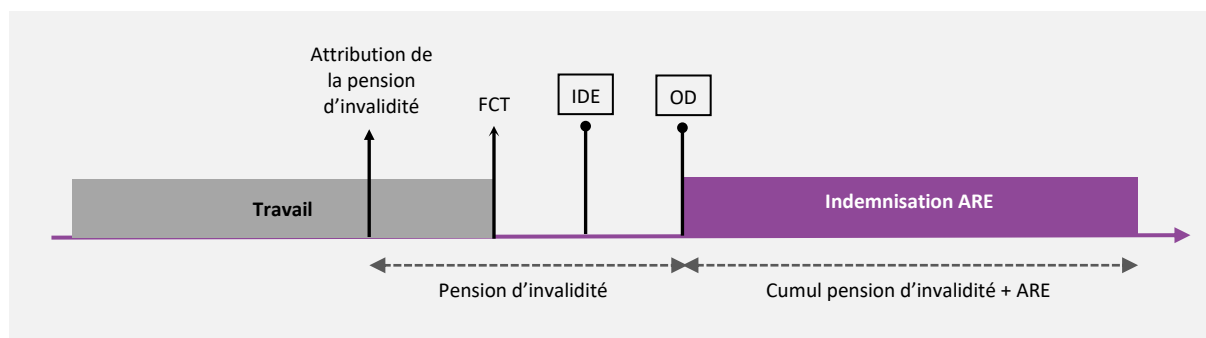 Attribution de
la pension
d’invalidité
FCT
IDE
OD
Travail
Indemnisation ARE
Pension d’invalidité
Cumul pension d’invalidité + ARE